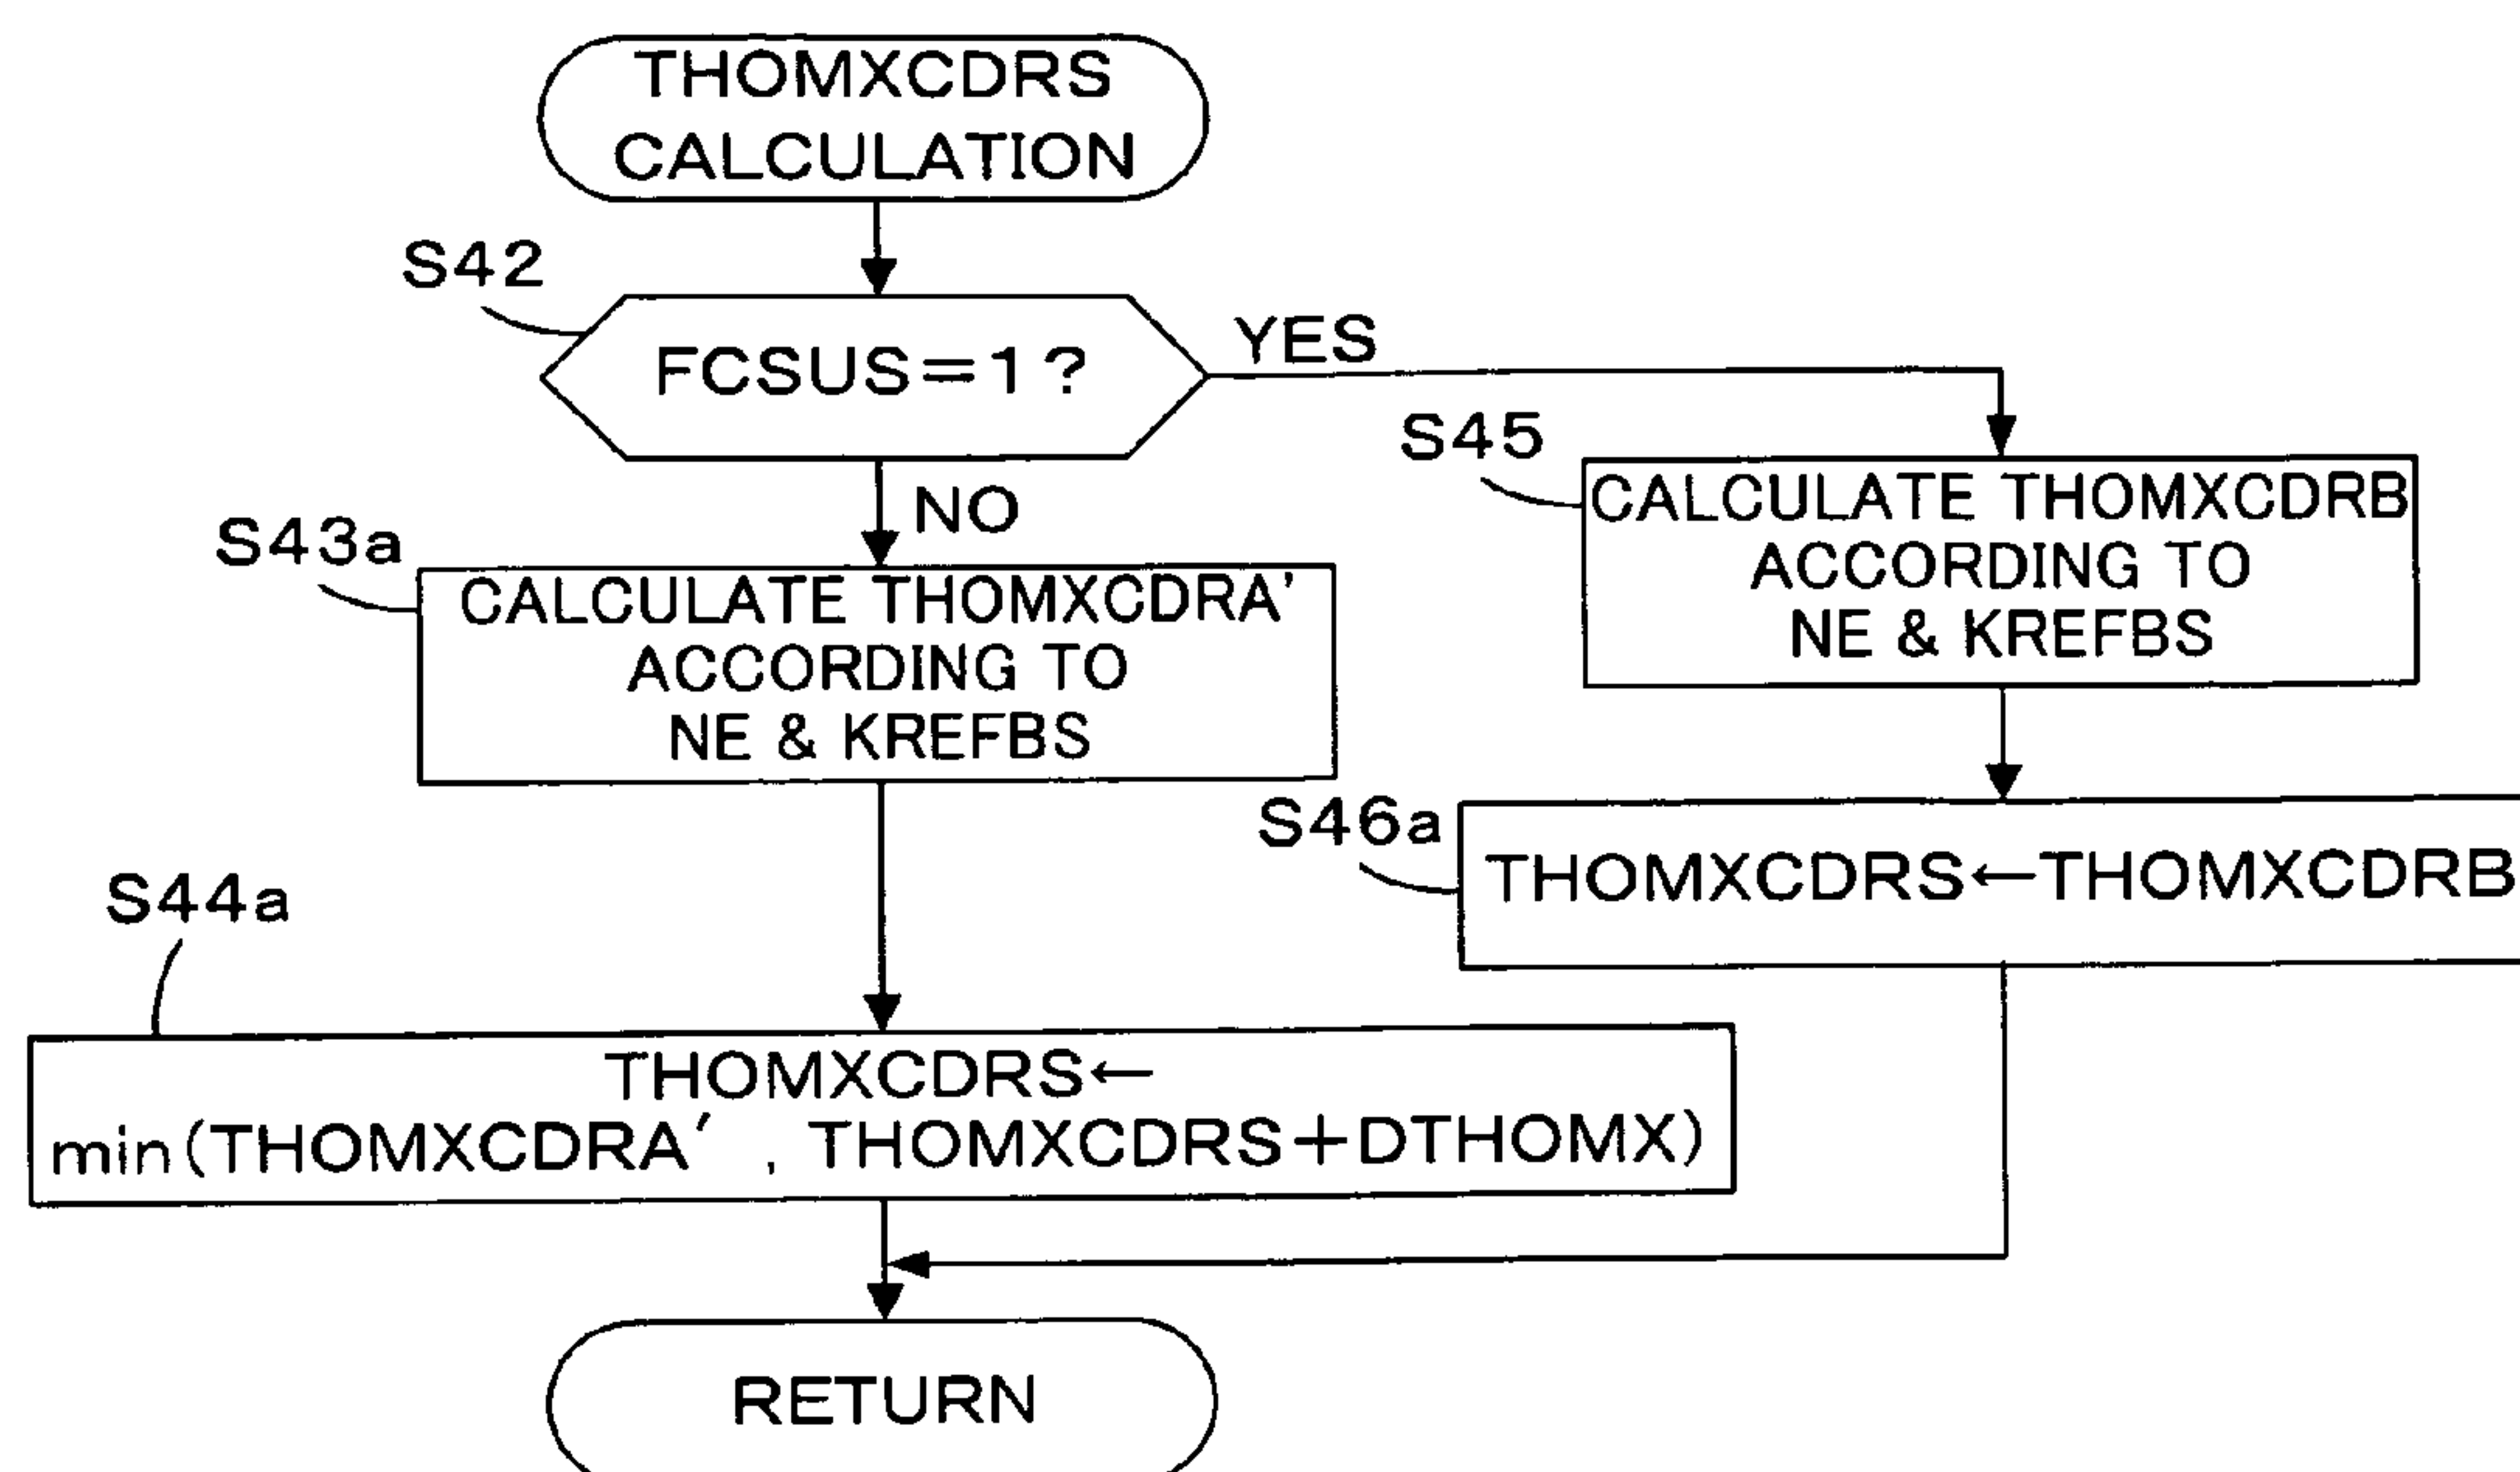 THOMXCDRS
CALCULATION
S42
FCSUS=1?
YES
NO
S43a
CALCULATE THOMXCDRA'
ACCORDING TO
NE & KREFBS
S45
CALCULATE THOMXCDRB
ACCORDING TO
NE & KREFBS
S46a
THOMXCDRS←THOMXCDRB
S44a
THOMXCDRS←
min(THOMXCDRA', THOMXCDRS+DTHOMX)
RETURN